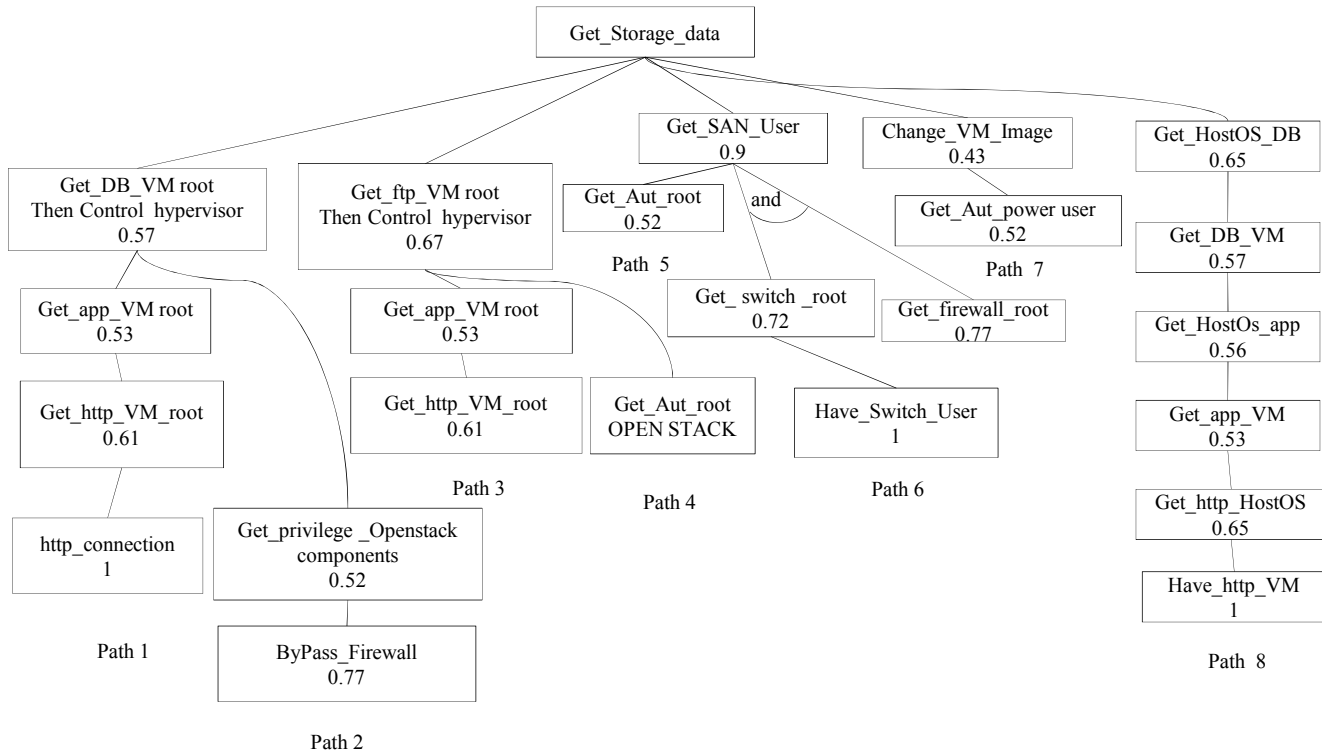 Get_Storage_data
Get_DB_VM root
Then Control hypervisor
0.57
Get_app_VM root
0.53
Get_http_VM_root
0.61
http_connection
1
Path 1
Get_privilege _Openstack
components
0.52
ByPass_Firewall
0.77
Path 2
Get_ftp_VM root
Then Control hypervisor
0.67
Get_app_VM root
0.53
Get_http_VM_root
0.61
Path 3
Get_Aut_root
OPEN STACK
Path 4
Get_SAN_User
0.9
Get_Aut_root
0.52
Path 5
and
Get_ switch _root
0.72
Get_firewall_root
0.77
Have_Switch_User
1
Path 6
Change_VM_Image
0.43
Get_Aut_power user
0.52
Path 7
Get_HostOS_DB
0.65
Get_DB_VM
0.57
Get_HostOs_app
0.56
Get_app_VM
0.53
Get_http_HostOS
0.65
Have_http_VM
1
Path 8